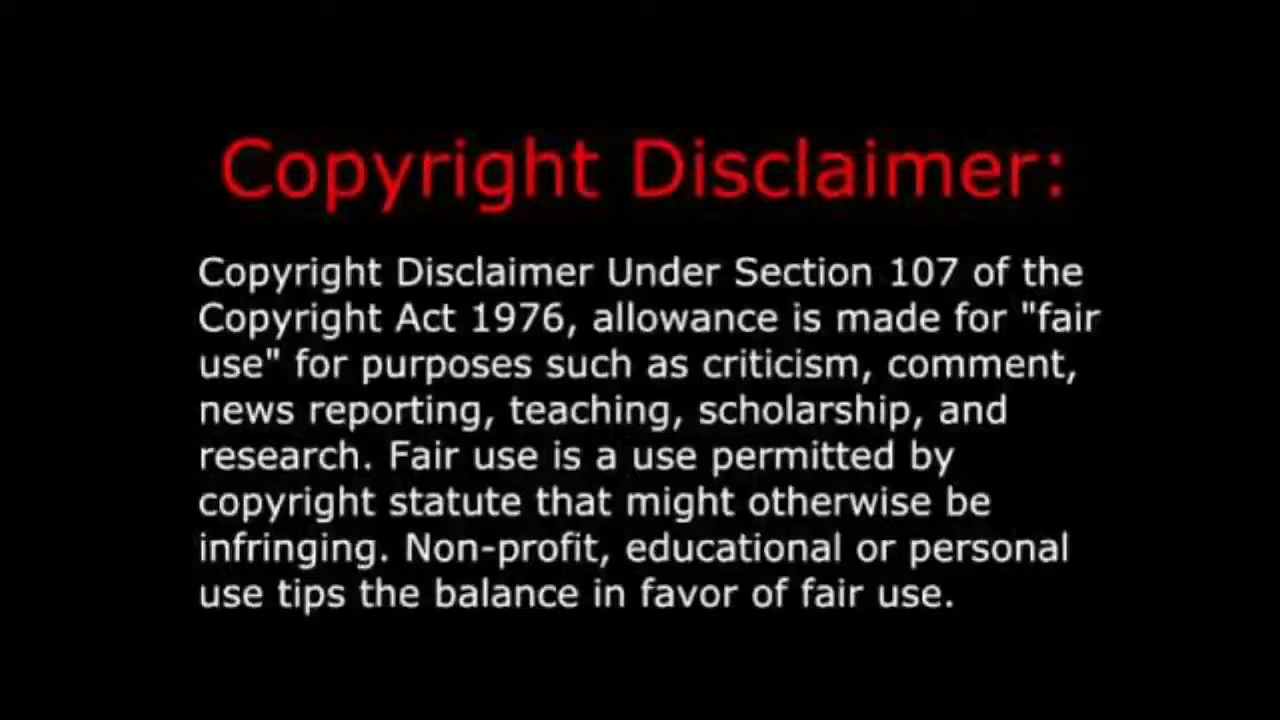 Copyright Disclaimer:
Copyright Disclaimer Under Section 107 of the
Copyright Act 1976, allowance is made for "fair
use" for purposes such as criticism, comment,
news reporting, teaching, scholarship, and
research. Fair use is a use permitted by
copyright statute that might otherwise be
infringing. Non-profit, educational or personal
use tips the balance in favor of fair use.